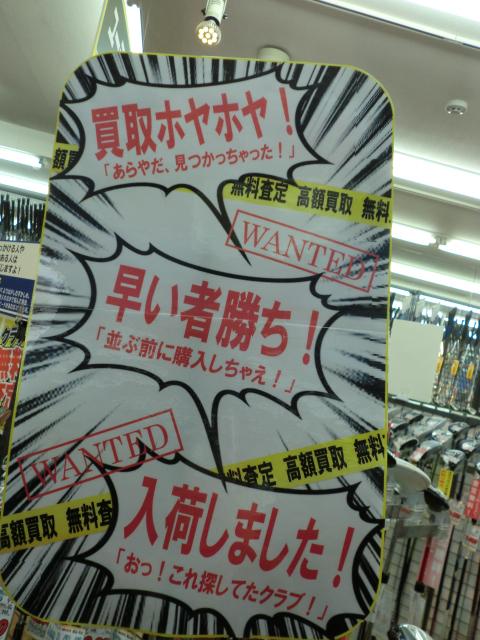 買取ホヤホヤ！
「あらやだ、見つかっちゃった！」
無料査定 高額買取 無料
WANTED
早い者勝ち！
「並ぶ前に購入しちゃえ！」
WANTED
無料査定 高額買取 無料
高額買取 無料査
入荷しました！
「おっ！これ探してたクラブ！」